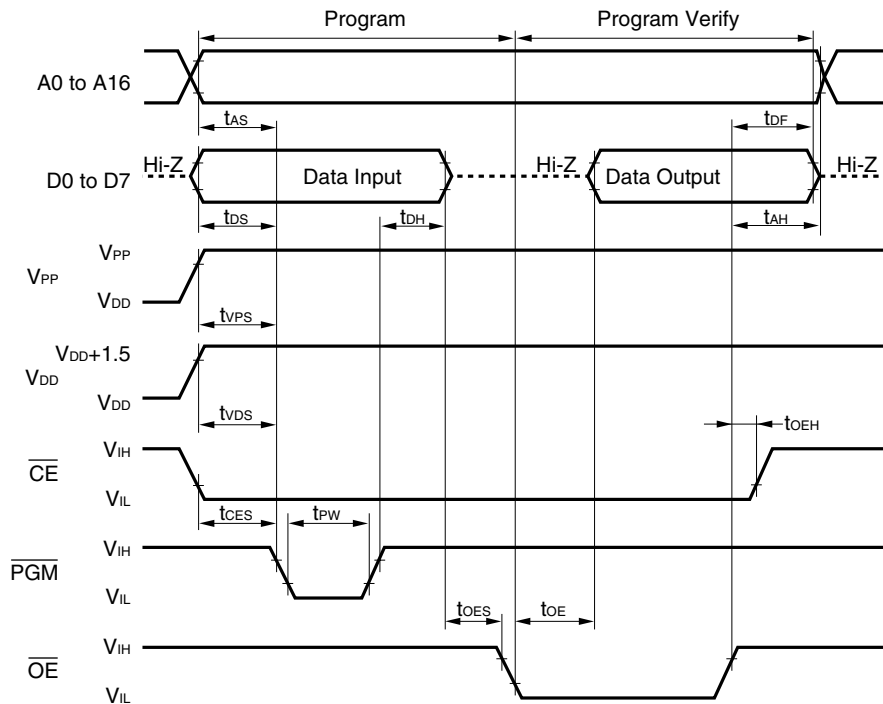 Program Program Verify
A0 to A16
tAS tDF
Hi-Z Hi-Z Hi-Z
D0 to D7 Data Input Data Output
tDS tDH tAH
VPP
VPP
VDD
tVPS
VDD+1.5
VDD
VDD
tVDS
tOEH
VIH
CE
VIL
tCES tPW
VIH
PGM
VIL
tOES tOE
VIH
OE
VIL